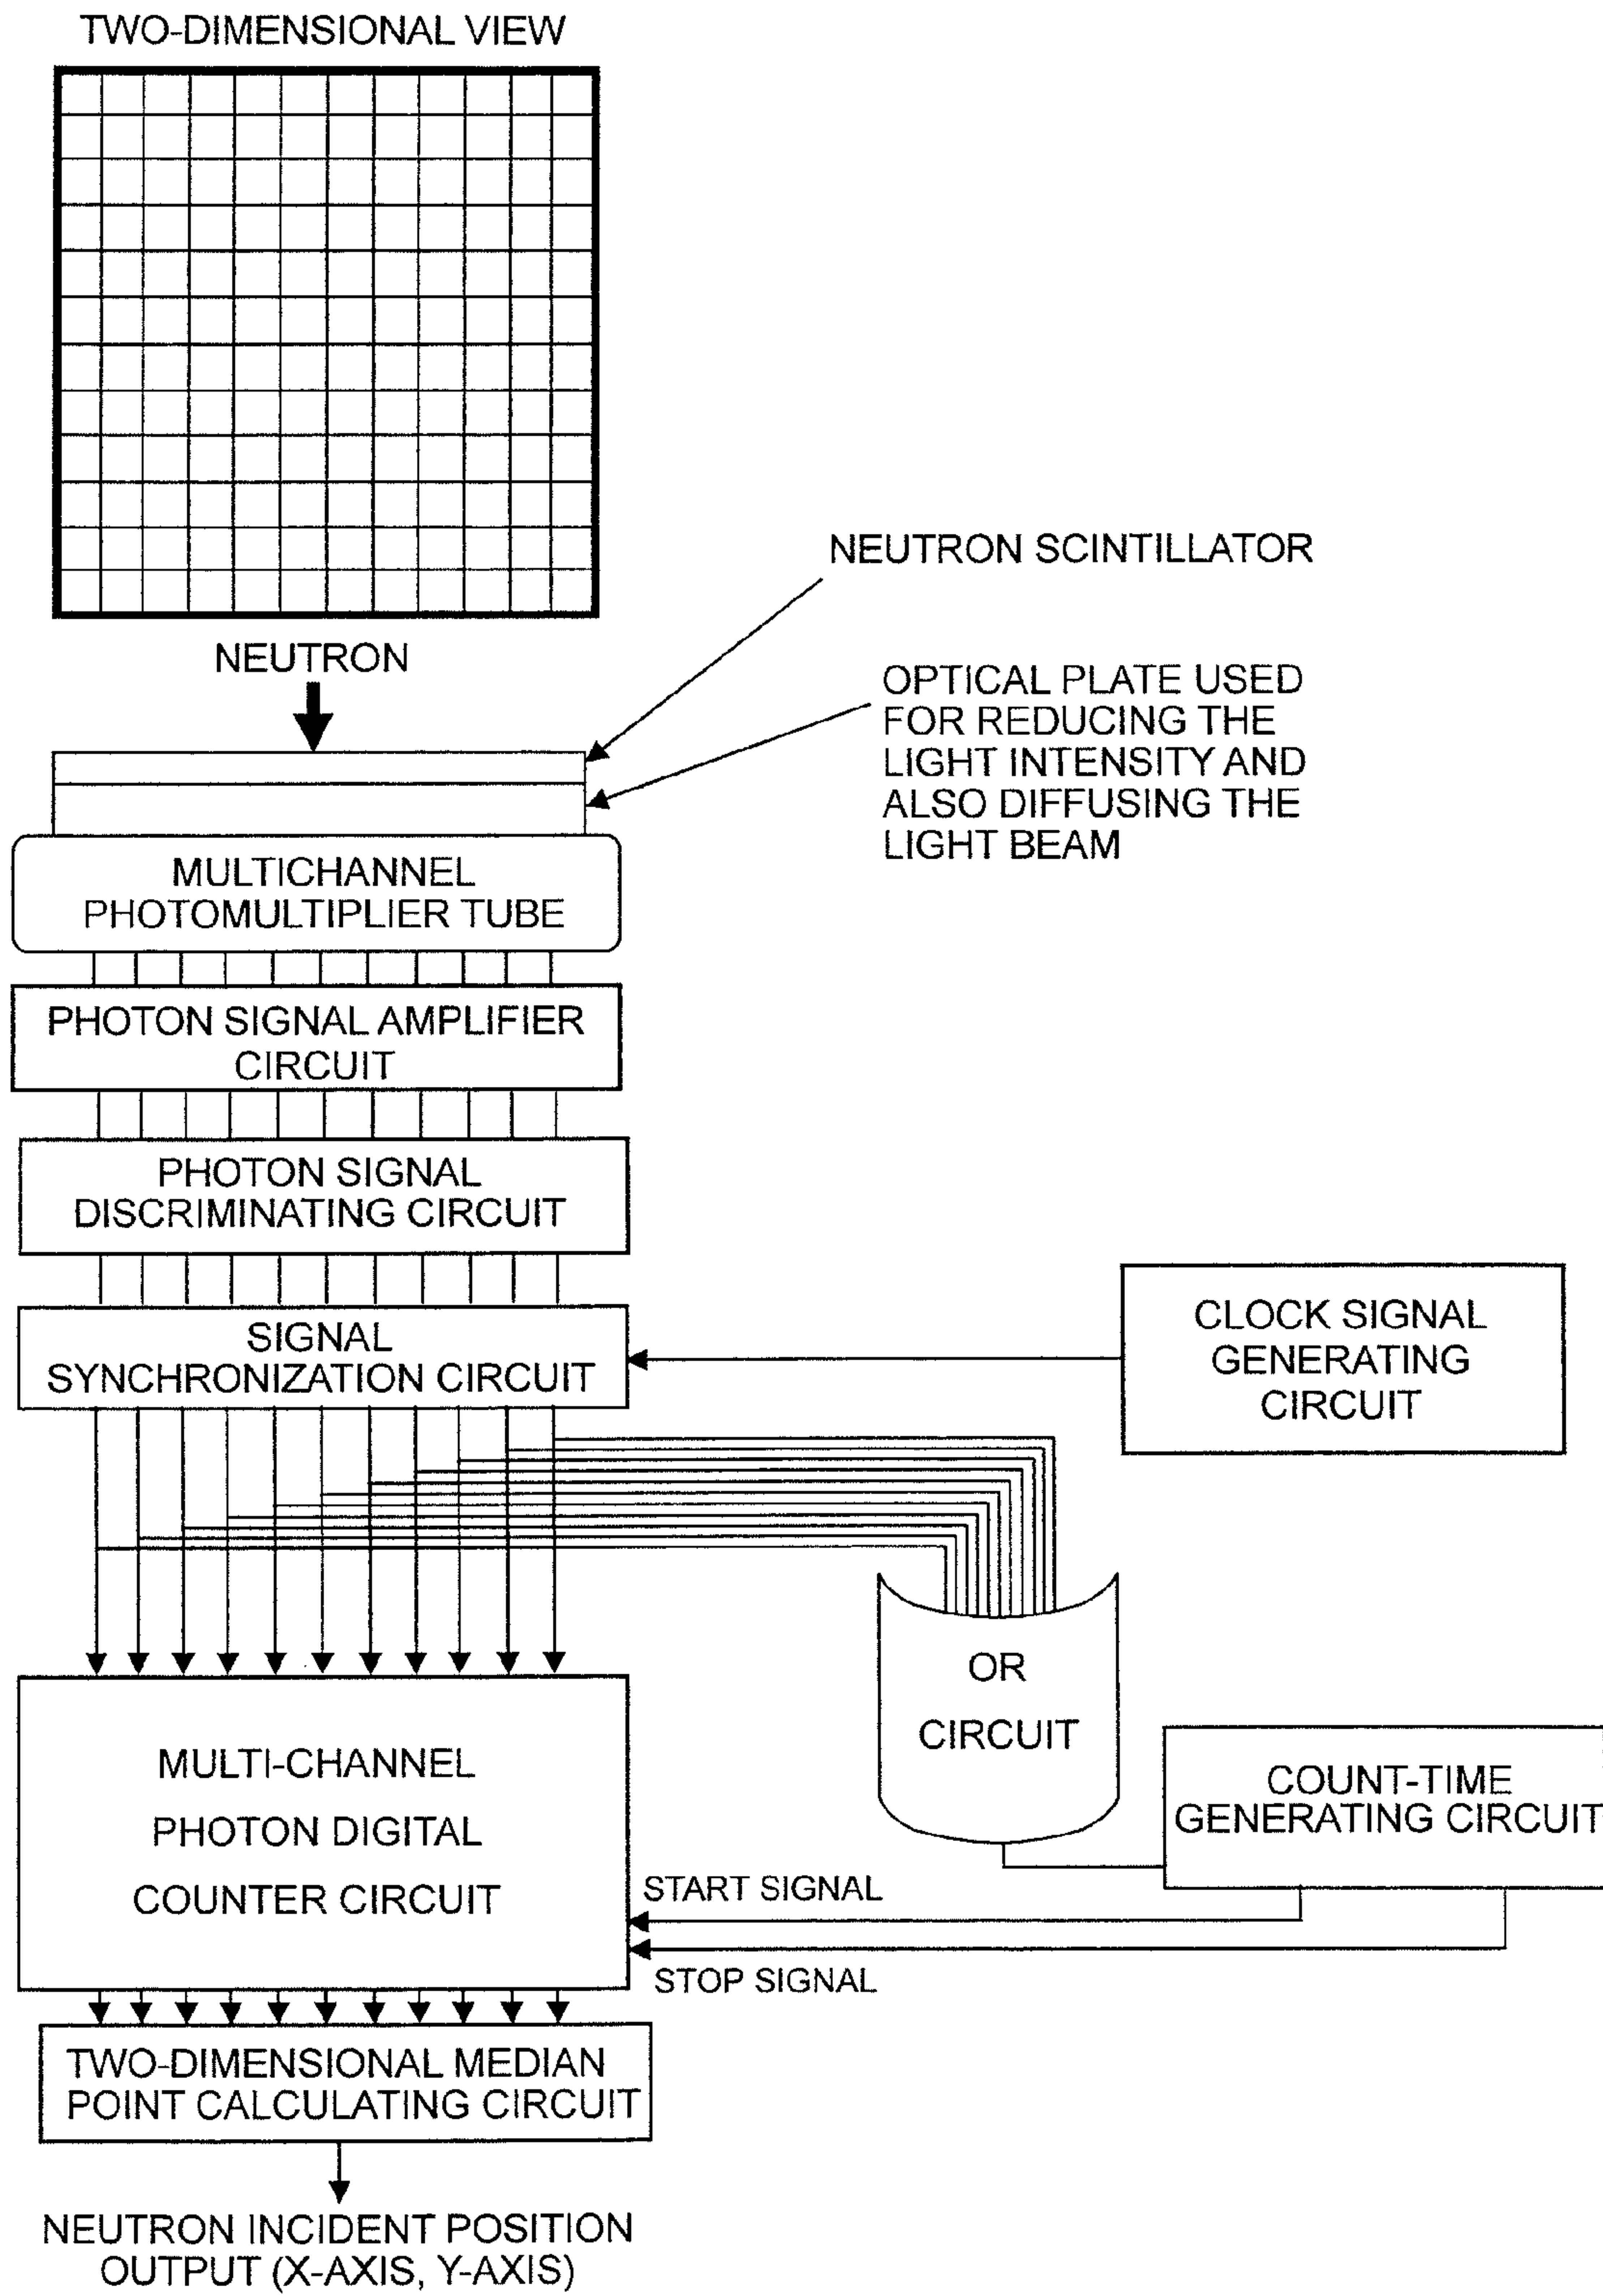 TWO-DIMENSIONAL VIEW
NEUTRON
NEUTRON SCINTILLATOR
OPTICAL PLATE USED
FOR REDUCING THE
LIGHT INTENSITY AND
ALSO DIFFUSING THE
LIGHT BEAM
MULTICHANNEL
PHOTOMULTIPLIER TUBE
PHOTON SIGNAL AMPLIFIER
CIRCUIT
PHOTON SIGNAL
DISCRIMINATING CIRCUIT
SIGNAL
SYNCHRONIZATION CIRCUIT
CLOCK SIGNAL
GENERATING
CIRCUIT
OR
CIRCUIT
MULTI-CHANNEL
PHOTON DIGITAL
COUNTER CIRCUIT
COUNT-TIME
GENERATING CIRCUIT
START SIGNAL
STOP SIGNAL
TWO-DIMENSIONAL MEDIAN
POINT CALCULATING CIRCUIT
NEUTRON INCIDENT POSITION
OUTPUT (X-AXIS, Y-AXIS)